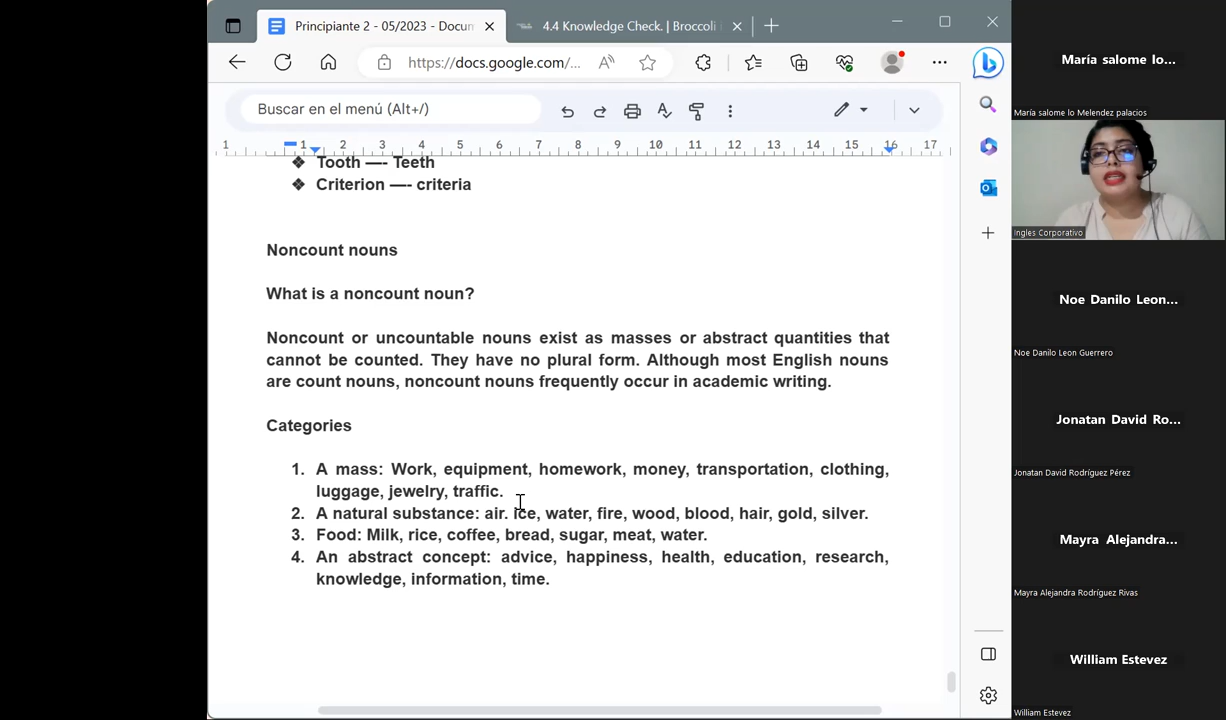 Principiante 2 - 05/2023 - Docum
4.4 Knowledge Check. | Broccoli i
https://docs.google.com/...
Buscar en el menú (Alt+/)
1 1 2 3 4 5 6 7 8 9 10 11 12 13 14 15 16 17
❖ Tooth —- Teeth
❖ Criterion —- criteria
Noncount nouns
What is a noncount noun?
Noncount or uncountable nouns exist as masses or abstract quantities that
cannot be counted. They have no plural form. Although most English nouns
are count nouns, noncount nouns frequently occur in academic writing.
Categories
1. A mass: Work, equipment, homework, money, transportation, clothing,
luggage, jewelry, traffic.
2. A natural substance: air. ice, water, fire, wood, blood, hair, gold, silver.
3. Food: Milk, rice, coffee, bread, sugar, meat, water.
4. An abstract concept: advice, happiness, health, education, research,
knowledge, information, time.
María salome lo...
María salome lo Melendez palacios
Ingles Corporativo
Noe Danilo Leon...
Noe Danilo Leon Guerrero
Jonatan David Ro...
Jonatan David Rodríguez Pérez
Mayra Alejandra...
Mayra Alejandra Rodríguez Rivas
William Estevez
William Estevez